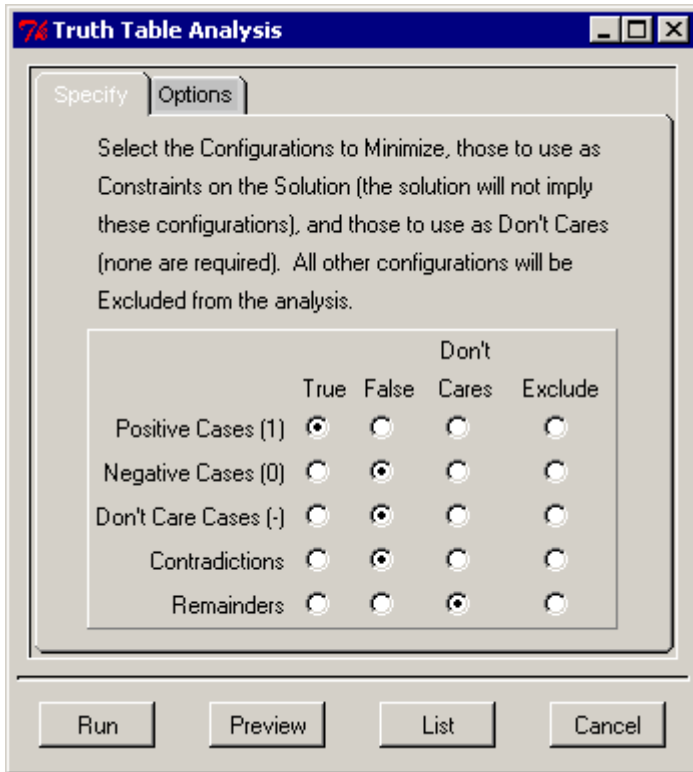 Truth Table Analysis
Specify Options
Select the Configurations to Minimize, those to use as
Constraints on the Solution (the solution will not imply
these configurations), and those to use as Don't Cares
(none are required).  All other configurations will be
Excluded from the analysis.
Don't
True False Cares Exclude
Positive Cases (1)
Negative Cases (0)
Don't Care Cases (-)
Contradictions
Remainders
Run Preview List Cancel